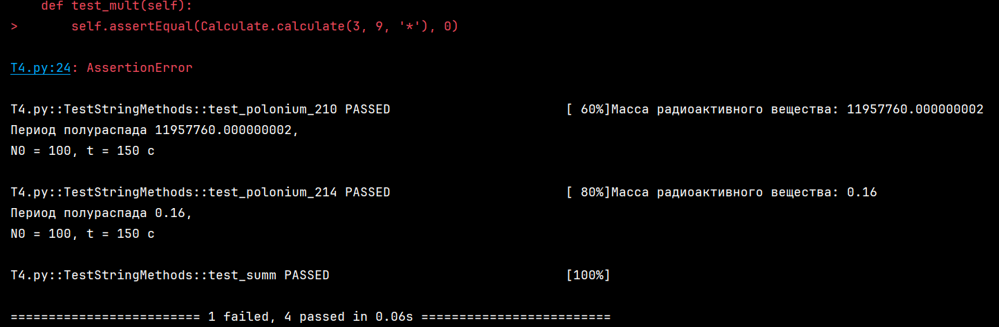 def test_mult(self):
>       self.assertEqual(Calculate.calculate(3, 9, '*'), 0)
T4.py:24: AssertionError
T4.py::TestStringMethods::test_polonium_210 PASSED                       [ 60%]Масса радиоактивного вещества: 11957760.000000002
Период полураспада 11957760.000000002,
N0 = 100, t = 150 с
T4.py::TestStringMethods::test_polonium_214 PASSED                       [ 80%]Масса радиоактивного вещества: 0.16
Период полураспада 0.16,
N0 = 100, t = 150 с
T4.py::TestStringMethods::test_summ PASSED                               [100%]
========================= 1 failed, 4 passed in 0.06s =========================